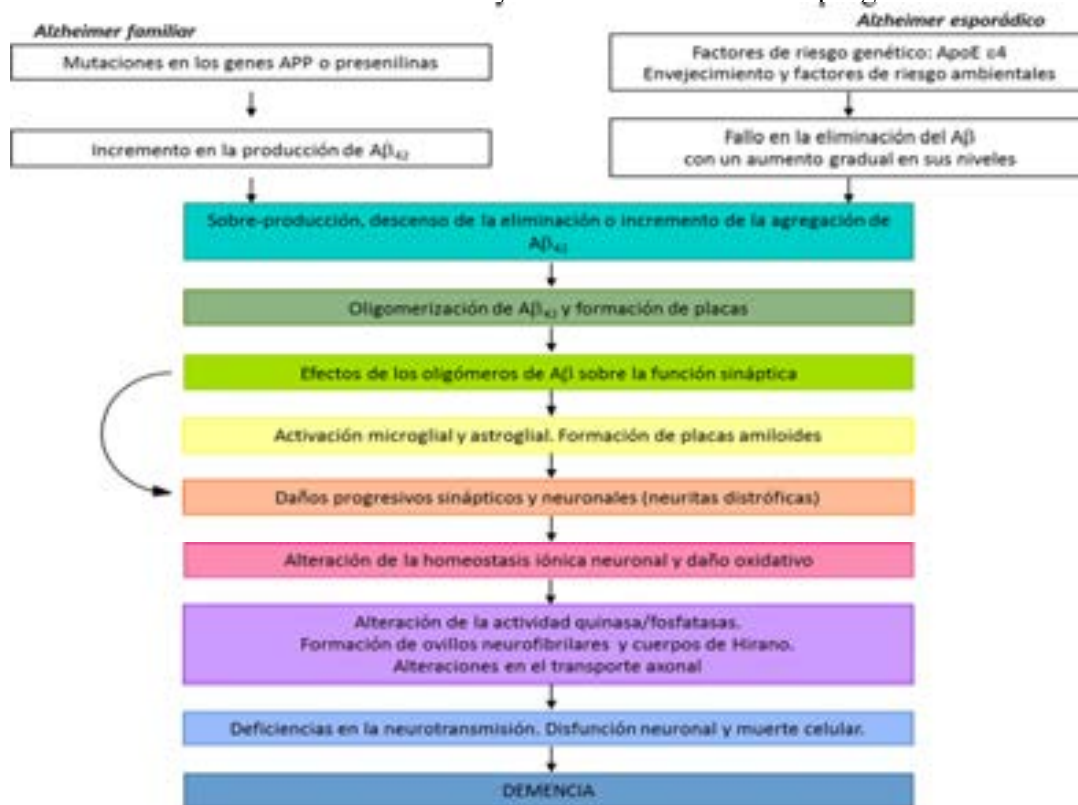 Alzheimer familiar
Mutaciones en los genes APP o presenilinas
Incremento en la producción de Aβ₄₂
Alzheimer esporádico
Factores de riesgo genético: ApoE ε4
Envejecimiento y factores de riesgo ambientales
Fallo en la eliminación del Aβ
con un aumento gradual en sus niveles
Sobre-producción, descenso de la eliminación o incremento de la agregación de
Aβ₄₂
Oligomerización de Aβ₄₂ y formación de placas
Efectos de los oligómeros de Aβ sobre la función sináptica
Activación microglial y astroglial. Formación de placas amiloides
Daños progresivos sinápticos y neuronales (neuritas distróficas)
Alteración de la homeostasis iónica neuronal y daño oxidativo
Alteración de la actividad quinasa/fosfatasas.
Formación de ovillos neurofibrilares y cuerpos de Hirano.
Alteraciones en el transporte axonal
Deficiencias en la neurotransmisión. Disfunción neuronal y muerte celular.
DEMENCIA